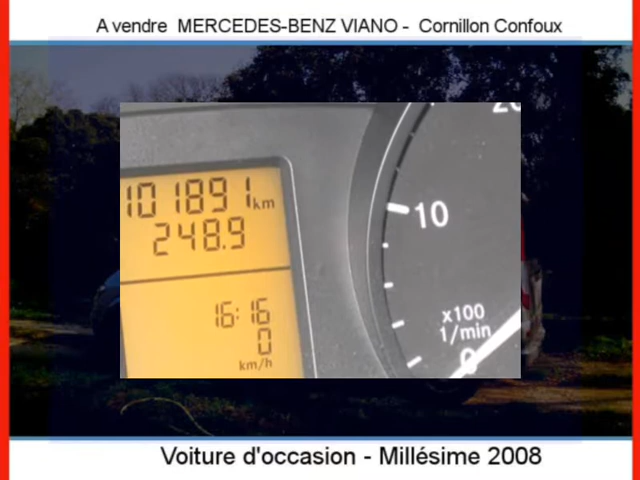 A vendre MERCEDES-BENZ VIANO - Cornillon Confoux
101891 km
248.9
16:16
0
km/h
20
10
x100
1/min
0
Voiture d'occasion - Millésime 2008